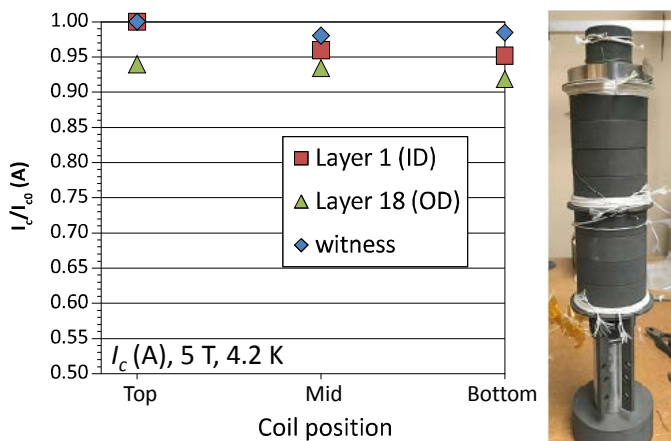 1.00
0.95
0.90
0.85
0.80
0.75
0.70
0.65
0.60
0.55
0.50
Ic/Ic0 (A)
Layer 1 (ID)
Layer 18 (OD)
witness
Ic (A), 5 T, 4.2 K
Top Mid Bottom
Coil position